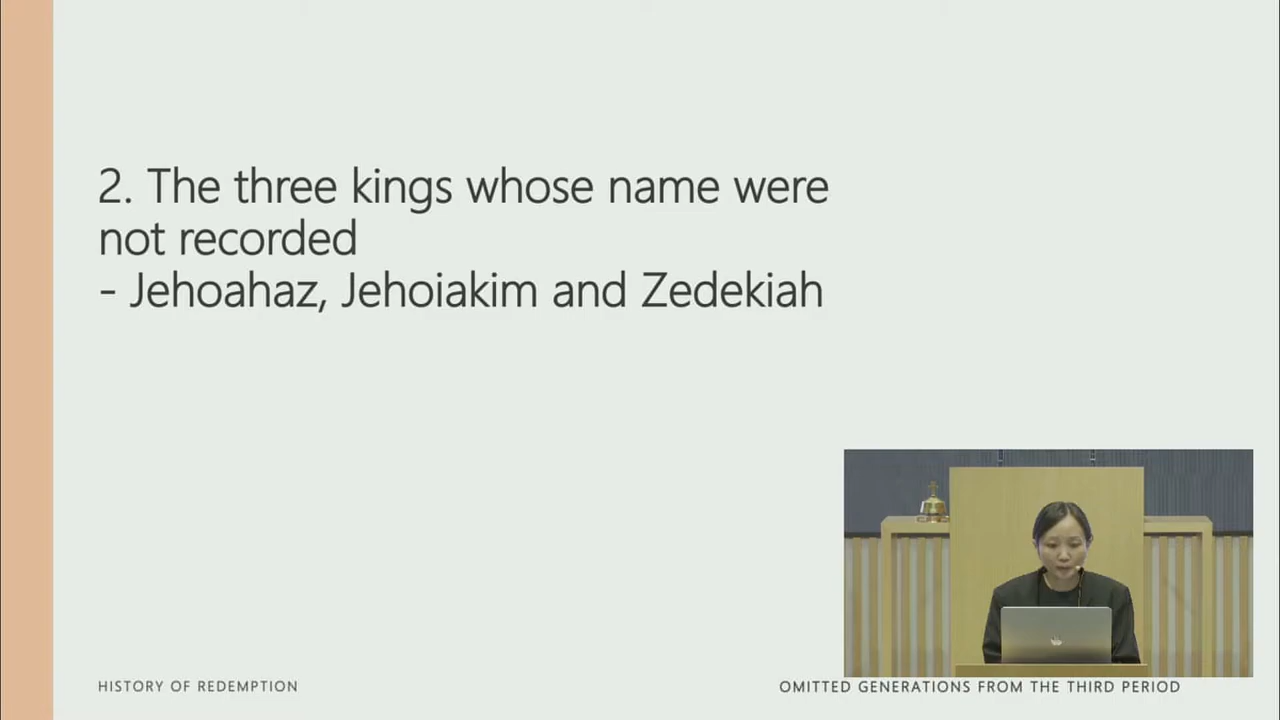 2. The three kings whose name were
not recorded
- Jehoahaz, Jehoiakim and Zedekiah
HISTORY OF REDEMPTION
OMITTED GENERATIONS FROM THE THIRD PERIOD